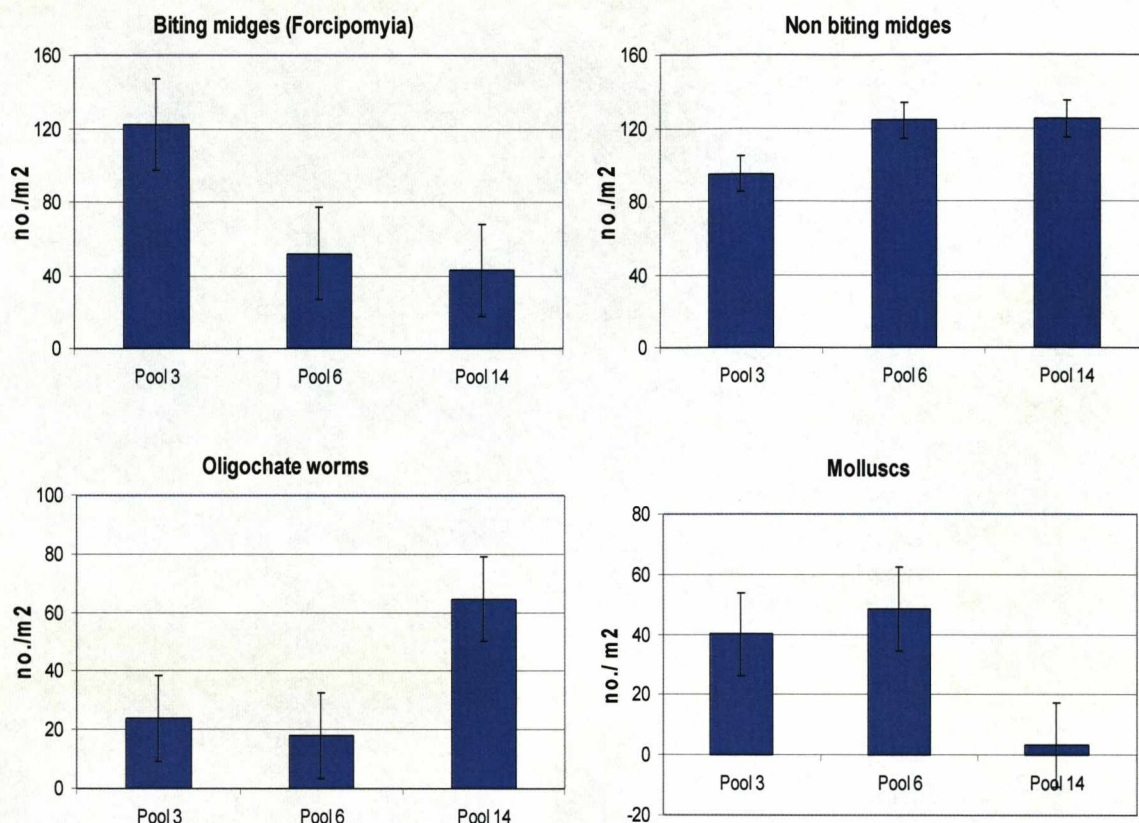 Biting midges (Forcipomyia)
160
120
80
40
0
no./m2
Pool 3
Pool 6
Pool 14
Non biting midges
160
120
80
40
0
no./m2
Pool 3
Pool 6
Pool 14
Oligochate worms
100
80
60
40
20
0
no./m2
Pool 3
Pool 6
Pool 14
Molluscs
80
60
40
20
0
-20
no./ m2
Pool 3
Pool 6
Pool 14